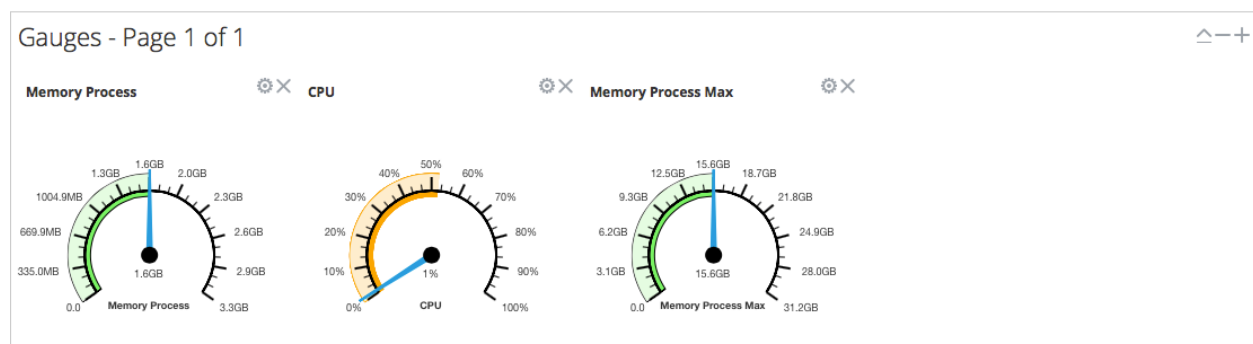 Gauges - Page 1 of 1
Memory Process
CPU
Memory Process Max
0.0
335.0MB
669.9MB
1004.9MB
1.3GB
1.6GB
2.0GB
2.3GB
2.6GB
2.9GB
3.3GB
1.6GB
Memory Process
0%
10%
20%
30%
40%
50%
60%
70%
80%
90%
100%
1%
CPU
0.0
3.1GB
6.2GB
9.3GB
12.5GB
15.6GB
18.7GB
21.8GB
24.9GB
28.0GB
31.2GB
15.6GB
Memory Process Max